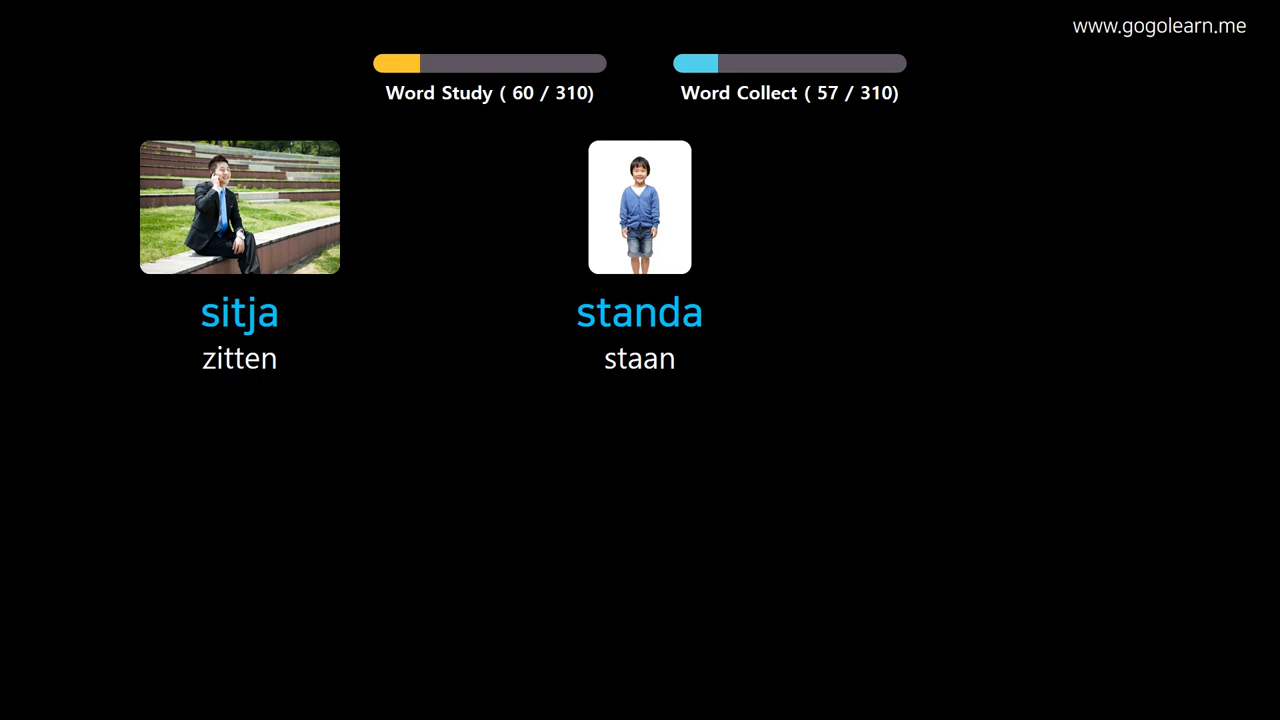 www.gogolearn.me
Word Study ( 60 / 310)
Word Collect ( 57 / 310)
sitja
standa
zitten
staan